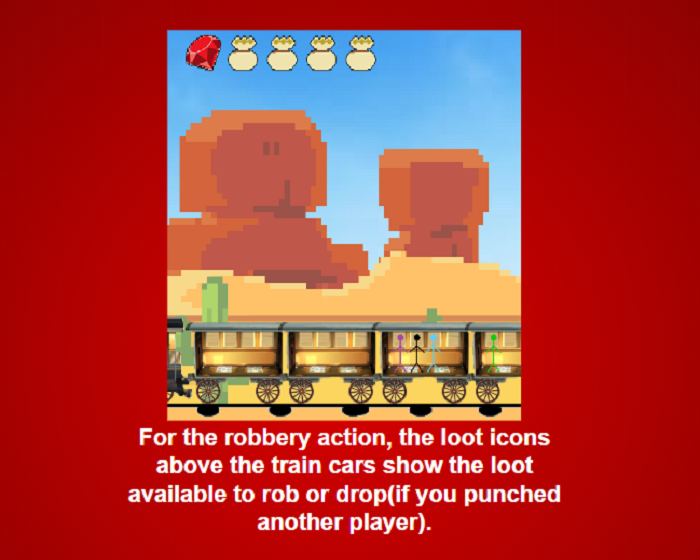 For the robbery action, the loot icons
above the train cars show the loot
available to rob or drop(if you punched
another player).